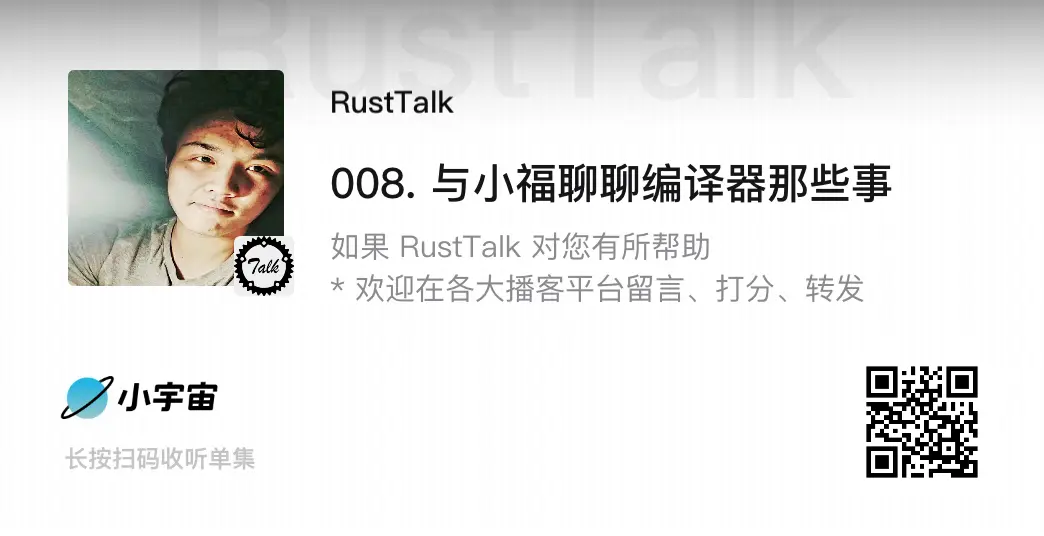 RustTalk
RustTalk
008. 与小福聊聊编译器那些事
如果 RustTalk 对您有所帮助
* 欢迎在各大播客平台留言、打分、转发
Talk
小宇宙
长按扫码收听单集